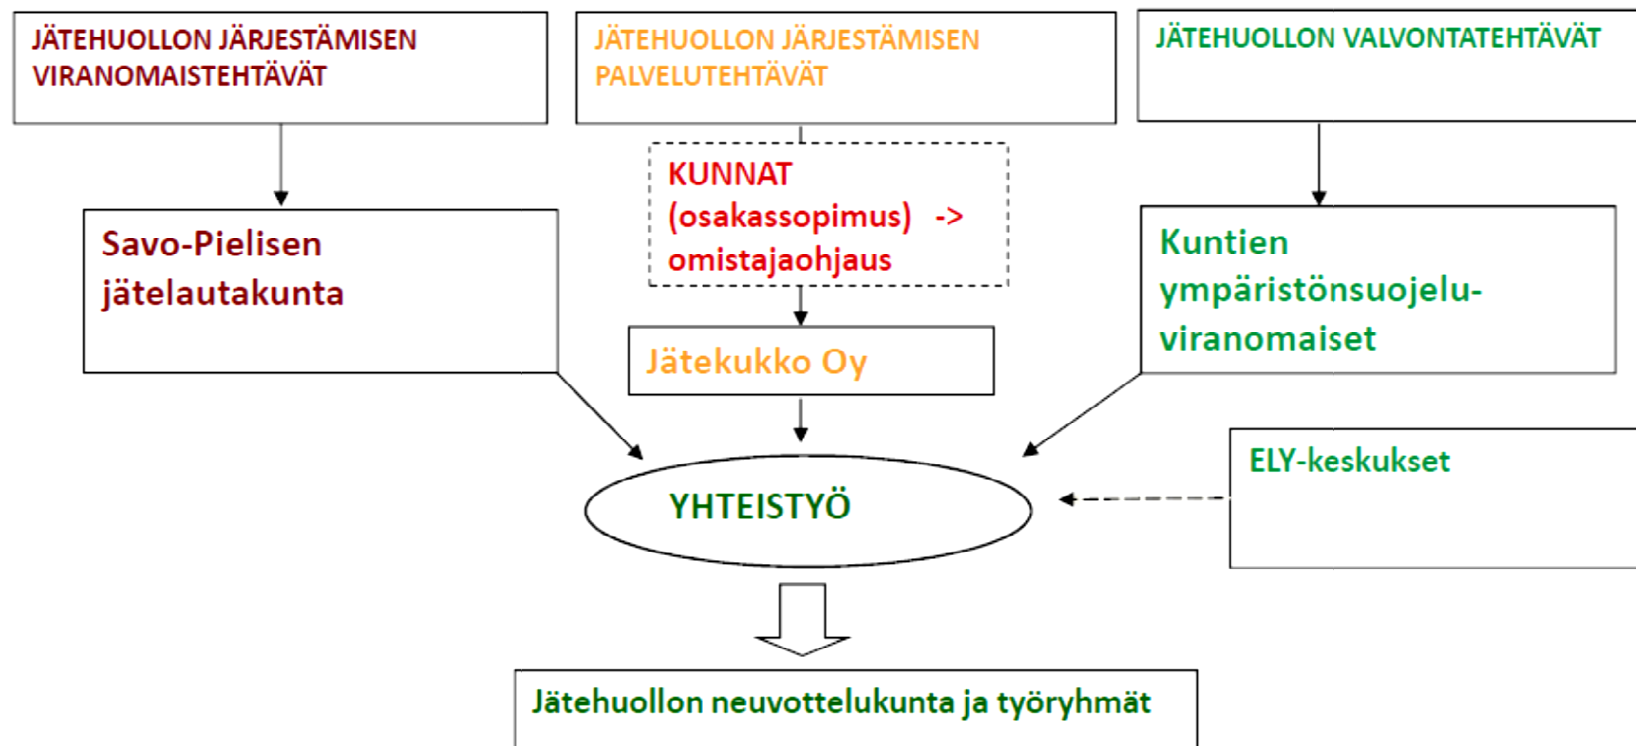 JÄTEHUOLLON JÄRJESTÄMISEN
VIRANOMAISTEHTÄVÄT
JÄTEHUOLLON JÄRJESTÄMISEN
PALVELUTEHTÄVÄT
JÄTEHUOLLON VALVONTATEHTÄVÄT
KUNNAT
(osakassopimus) ->
omistajaohjaus
Savo-Pielisen
jätelautakunta
Jätekukko Oy
Kuntien
ympäristönsuojelu-
viranomaiset
ELY-keskukset
YHTEISTYÖ
Jätehuollon neuvottelukunta ja työryhmät